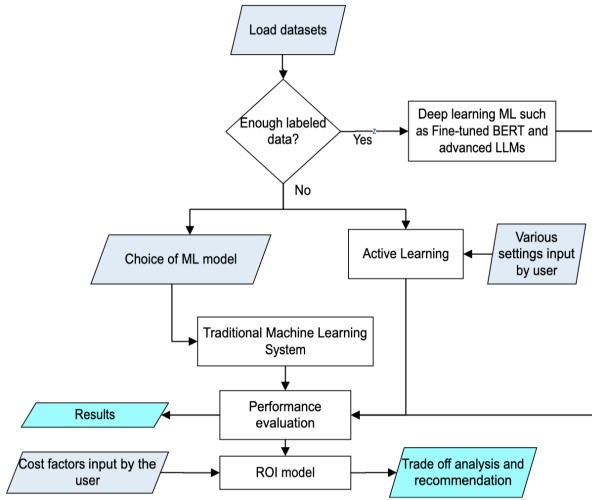 Load datasets
Enough labeled
data?
Yes
Deep learning ML such
as Fine-tuned BERT and
advanced LLMs
No
Choice of ML model
Active Learning
Various
settings input
by user
Traditional Machine Learning
System
Results
Performance
evaluation
Cost factors input by the
user
ROI model
Trade off analysis and
recommendation